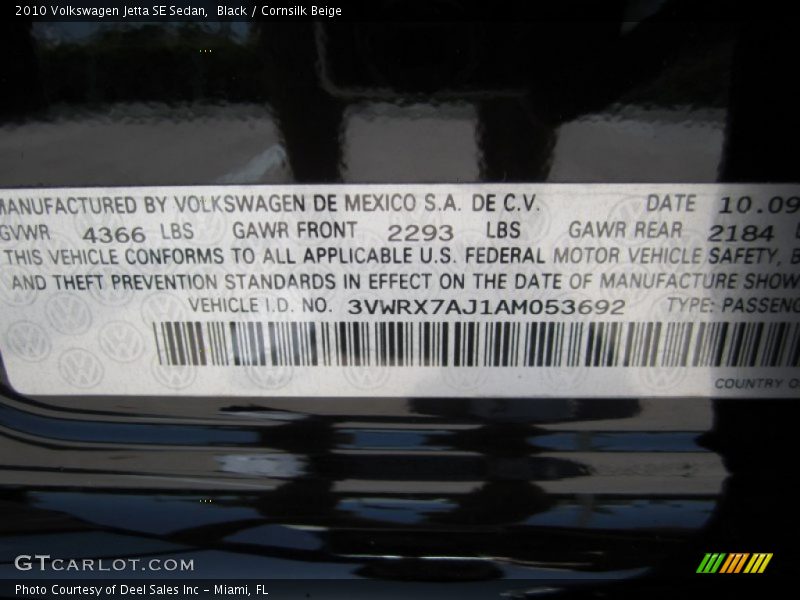 2010 Volkswagen Jetta SE Sedan, Black / Cornsilk Beige
MANUFACTURED BY VOLKSWAGEN DE MEXICO S.A. DE C.V. DATE 10.09
GVWR 4366 LBS GAWR FRONT 2293 LBS GAWR REAR 2184
THIS VEHICLE CONFORMS TO ALL APPLICABLE U.S. FEDERAL MOTOR VEHICLE SAFETY, B
AND THEFT PREVENTION STANDARDS IN EFFECT ON THE DATE OF MANUFACTURE SHOW
VEHICLE I.D. NO. 3VWRX7AJ1AM053692 TYPE: PASSENG
COUNTRY O
GTCARLOT.COM
Photo Courtesy of Deel Sales Inc - Miami, FL